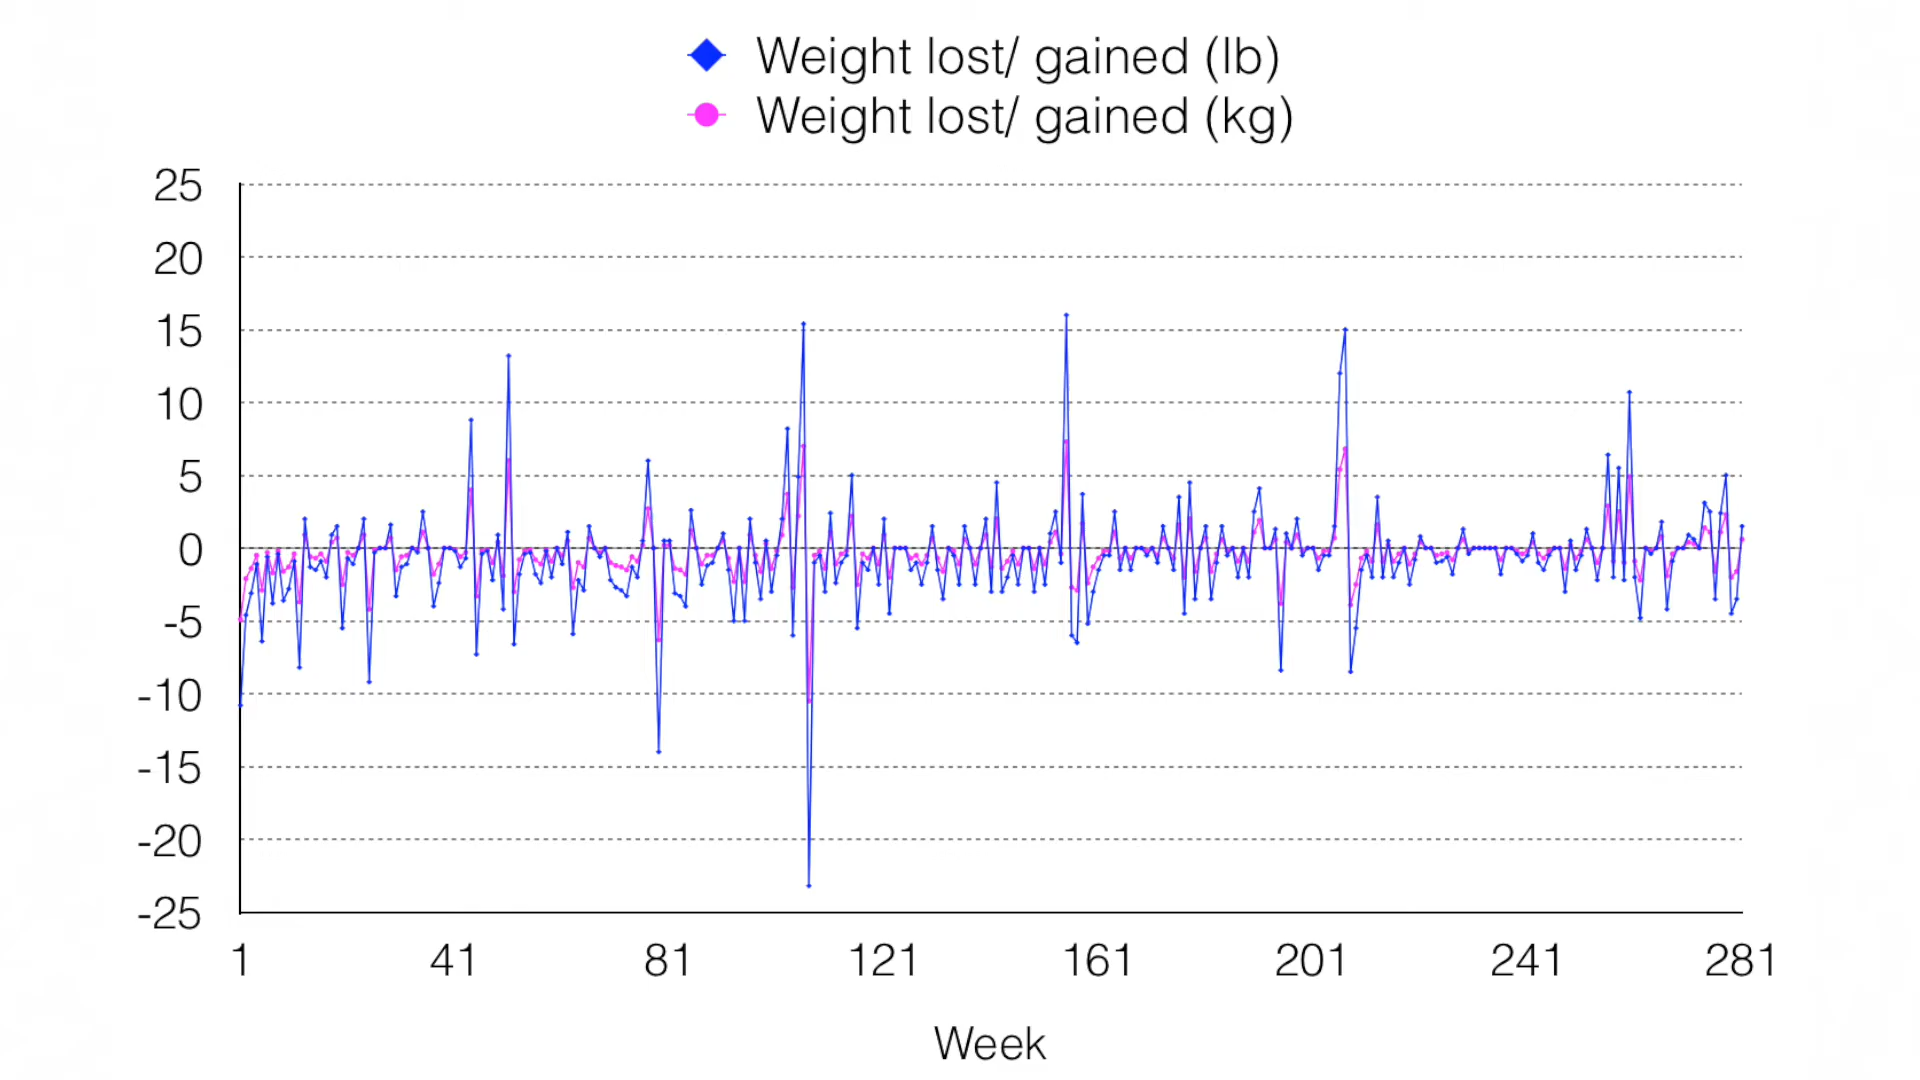 Weight lost/ gained (lb)
Weight lost/ gained (kg)
25
20
15
10
5
0
-5
-10
-15
-20
-25
1 41 81 121 161 201 241 281
Week